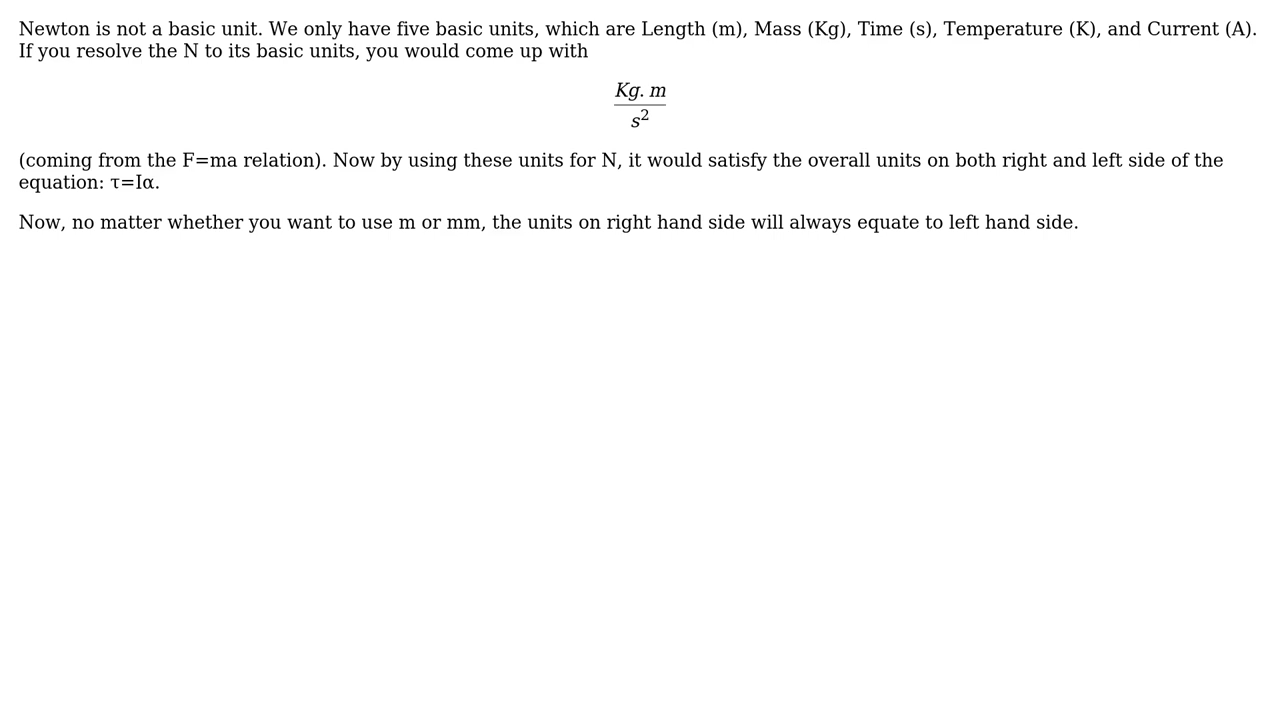 Newton is not a basic unit. We only have five basic units, which are Length (m), Mass (Kg), Time (s), Temperature (K), and Current (A).
If you resolve the N to its basic units, you would come up with
Kg. m
s²
(coming from the F=ma relation). Now by using these units for N, it would satisfy the overall units on both right and left side of the
equation: τ=Iα.
Now, no matter whether you want to use m or mm, the units on right hand side will always equate to left hand side.